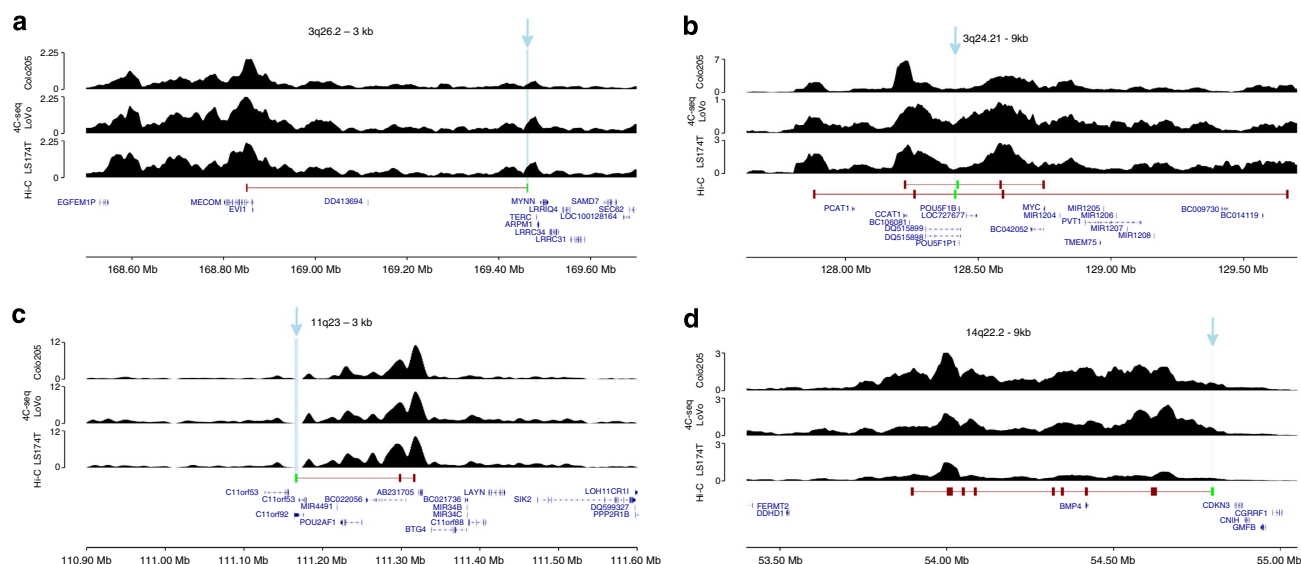 a
3q26.2 – 3 kb
2.25
0
Colo205
2.25
0
4C-seq
LoVo
2.25
0
LS174T
Hi-C
EGFEM1P
MECOM
EVI1
DD413694
MYNN
SAMD7
LRRIQ4
SEC62
TERC
LOC100128164
ARPM1
LRRC34
LRRC31
168.60 Mb
168.80 Mb
169.00 Mb
169.20 Mb
169.40 Mb
169.60 Mb
b
3q24.21 - 9kb
7
0
Colo205
1
0
4C-seq
LoVo
3
0
LS174T
Hi-C
PCAT1
POU5F1B
MYC
MIR1205
BC009730
CCAT1
LOC727677
MIR1204
MIR1206
BC014119
BC106081
PVT1
DQ515899
BC042052
MIR1207
DQ515898
MIR1208
POU5F1P1
TMEM75
128.00 Mb
128.50 Mb
129.00 Mb
129.50 Mb
c
11q23 – 3 kb
12
0
Colo205
12
0
4C-seq
LoVo
12
0
LS174T
Hi-C
C11orf53
AB231705
LAYN
LOH11CR1I
C11orf53
BC022056
BC021736
SIK2
MIR4491
MIR34B
DQ599327
C11orf92
MIR34C
PPP2R1B
POU2AF1
C11orf88
BTG4
110.90 Mb
111.00 Mb
111.10 Mb
111.20 Mb
111.30 Mb
111.40 Mb
111.50 Mb
111.60 Mb
d
14q22.2 - 9kb
3
0
Colo205
3
0
4C-seq
LoVo
3
0
LS174T
Hi-C
FERMT2
BMP4
CDKN3
DDHD1
CGRRF1
CNIH
GMFB
53.50 Mb
54.00 Mb
54.50 Mb
55.00 Mb